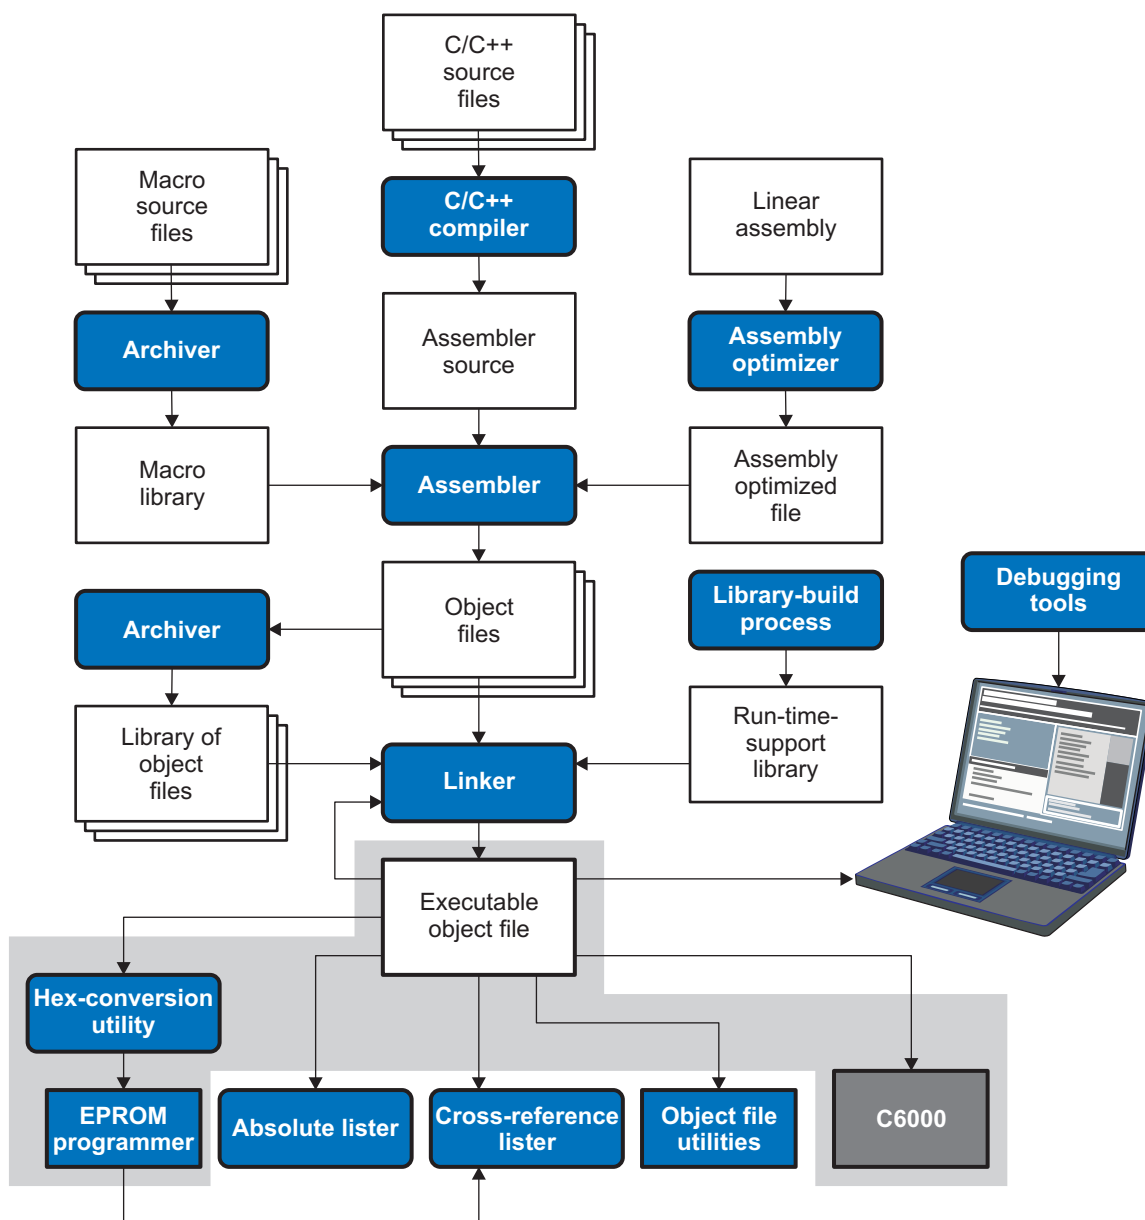 C/C++
source
files
Macro
source
files
C/C++
compiler
Linear
assembly
Archiver
Assembler
source
Assembly
optimizer
Macro
library
Assembler
Assembly
optimized
file
Archiver
Object
files
Library-build
process
Debugging
tools
Library of
object
files
Linker
Run-time-
support
library
Executable
object file
Hex-conversion
utility
EPROM
programmer
Absolute lister
Cross-reference
lister
Object file
utilities
C6000